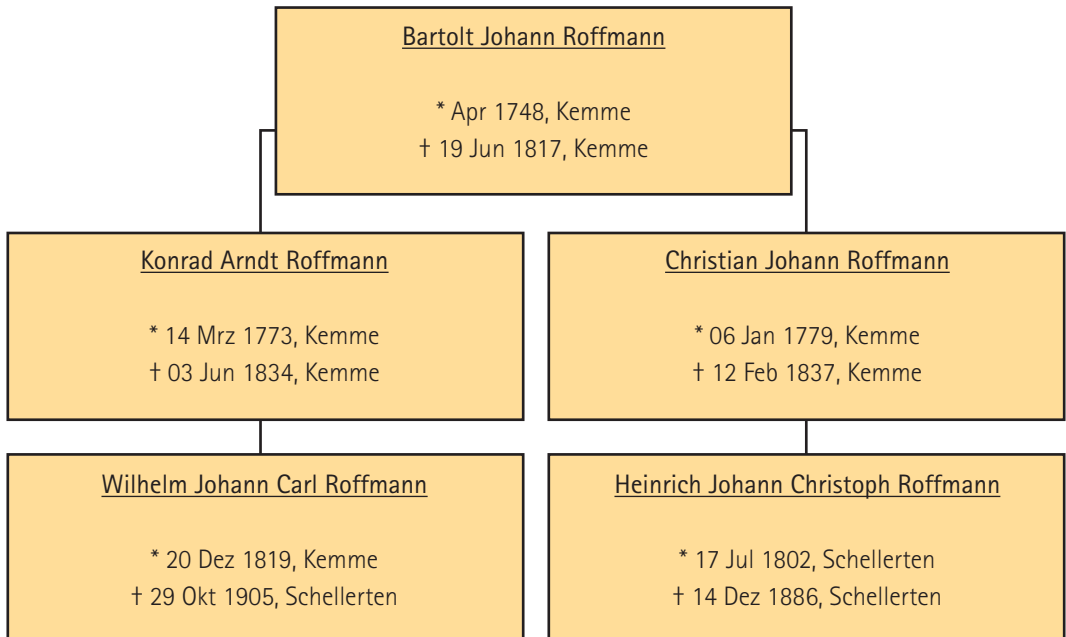 Bartolt Johann Roffmann
* Apr 1748, Kemme
† 19 Jun 1817, Kemme
Konrad Arndt Roffmann
* 14 Mrz 1773, Kemme
† 03 Jun 1834, Kemme
Christian Johann Roffmann
* 06 Jan 1779, Kemme
† 12 Feb 1837, Kemme
Wilhelm Johann Carl Roffmann
* 20 Dez 1819, Kemme
† 29 Okt 1905, Schellerten
Heinrich Johann Christoph Roffmann
* 17 Jul 1802, Schellerten
† 14 Dez 1886, Schellerten